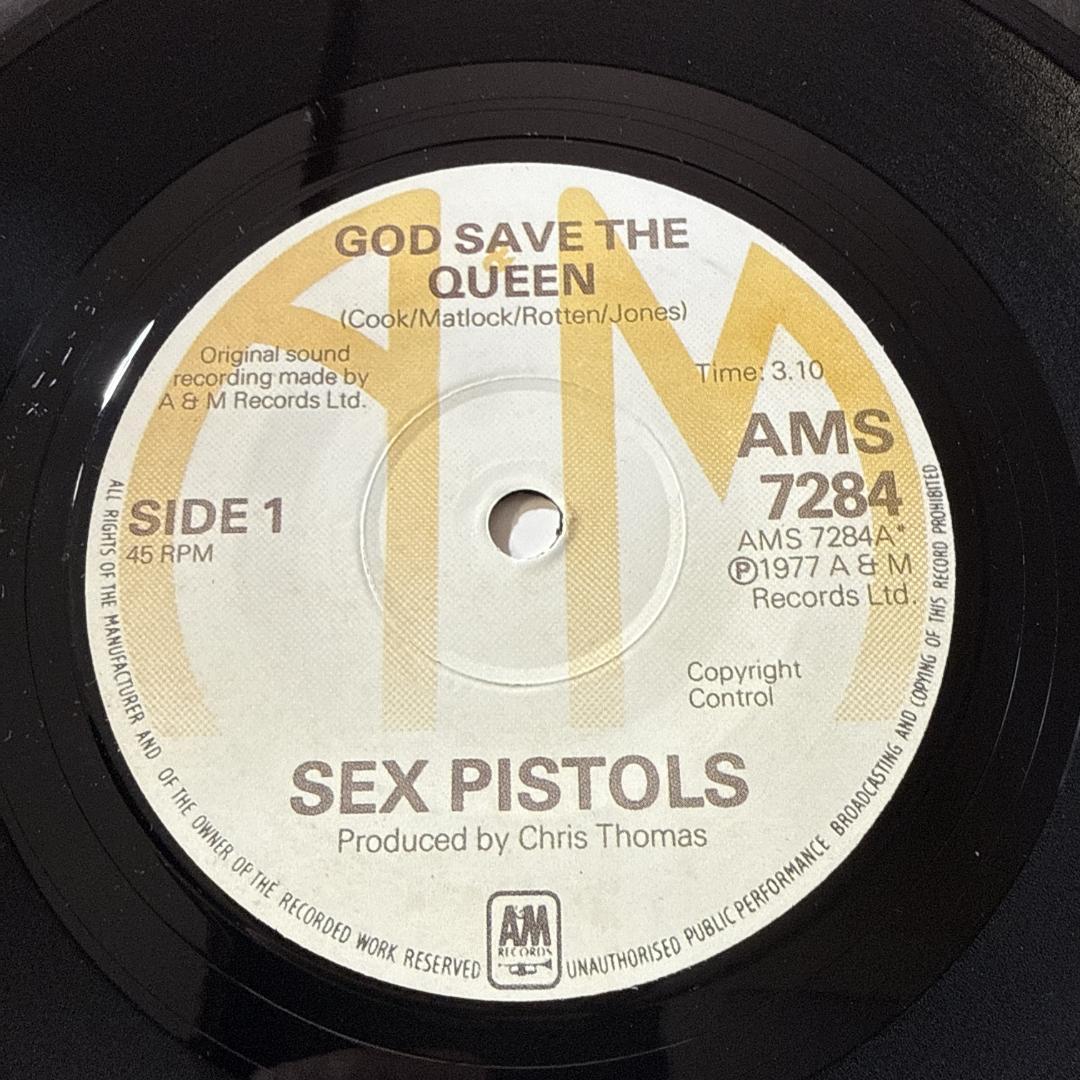 GOD SAVE THE
QUEEN
(Cook/Matlock/Rotten/Jones)
Original sound
recording made by
A & M Records Ltd.
Time: 3.10
AMS
7284
AMS 7284A*
Ⓟ1977 A & M
Records Ltd.
SIDE 1
45 RPM
Copyright
Control
SEX PISTOLS
Produced by Chris Thomas
A&M
RECORDS
ALL RIGHTS OF THE MANUFACTURER AND OF THE OWNER OF THE RECORDED WORK RESERVED
UNAUTHORISED PUBLIC PERFORMANCE BROADCASTING AND COPYING OF THIS RECORD PROHIBITED